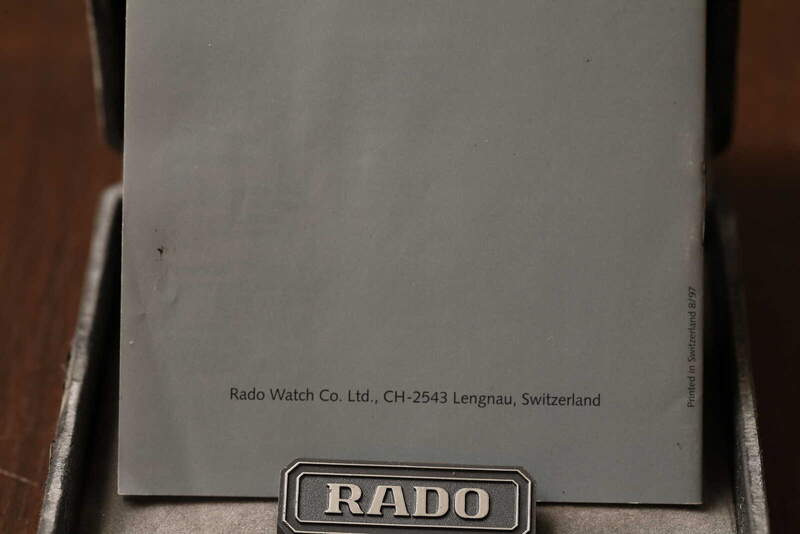 Printed in Switzerland 8/97
Rado Watch Co. Ltd., CH-2543 Lengnau, Switzerland
RADO